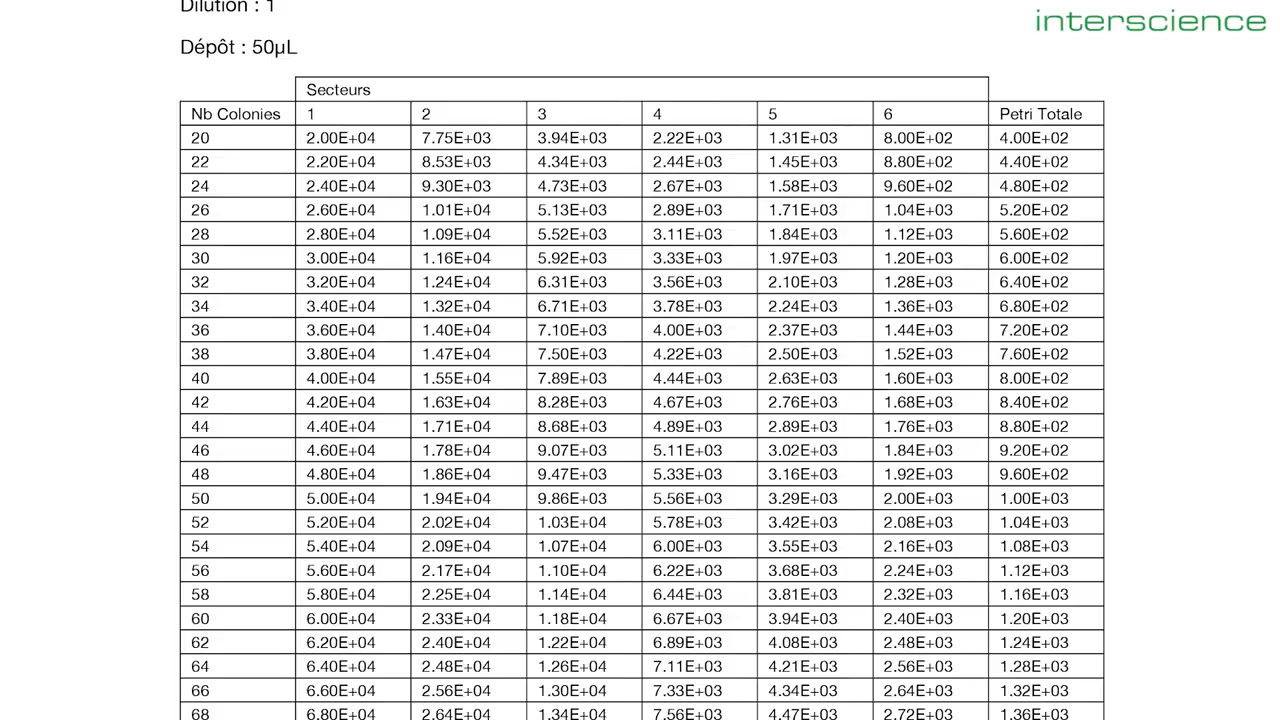 Dilution : 1
interscience
Dépôt : 50µL
Secteurs
Nb Colonies 1 2 3 4 5 6 Petri Totale
20 2.00E+04 7.75E+03 3.94E+03 2.22E+03 1.31E+03 8.00E+02 4.00E+02
22 2.20E+04 8.53E+03 4.34E+03 2.44E+03 1.45E+03 8.80E+02 4.40E+02
24 2.40E+04 9.30E+03 4.73E+03 2.67E+03 1.58E+03 9.60E+02 4.80E+02
26 2.60E+04 1.01E+04 5.13E+03 2.89E+03 1.71E+03 1.04E+03 5.20E+02
28 2.80E+04 1.09E+04 5.52E+03 3.11E+03 1.84E+03 1.12E+03 5.60E+02
30 3.00E+04 1.16E+04 5.92E+03 3.33E+03 1.97E+03 1.20E+03 6.00E+02
32 3.20E+04 1.24E+04 6.31E+03 3.56E+03 2.10E+03 1.28E+03 6.40E+02
34 3.40E+04 1.32E+04 6.71E+03 3.78E+03 2.24E+03 1.36E+03 6.80E+02
36 3.60E+04 1.40E+04 7.10E+03 4.00E+03 2.37E+03 1.44E+03 7.20E+02
38 3.80E+04 1.47E+04 7.50E+03 4.22E+03 2.50E+03 1.52E+03 7.60E+02
40 4.00E+04 1.55E+04 7.89E+03 4.44E+03 2.63E+03 1.60E+03 8.00E+02
42 4.20E+04 1.63E+04 8.28E+03 4.67E+03 2.76E+03 1.68E+03 8.40E+02
44 4.40E+04 1.71E+04 8.68E+03 4.89E+03 2.89E+03 1.76E+03 8.80E+02
46 4.60E+04 1.78E+04 9.07E+03 5.11E+03 3.02E+03 1.84E+03 9.20E+02
48 4.80E+04 1.86E+04 9.47E+03 5.33E+03 3.16E+03 1.92E+03 9.60E+02
50 5.00E+04 1.94E+04 9.86E+03 5.56E+03 3.29E+03 2.00E+03 1.00E+03
52 5.20E+04 2.02E+04 1.03E+04 5.78E+03 3.42E+03 2.08E+03 1.04E+03
54 5.40E+04 2.09E+04 1.07E+04 6.00E+03 3.55E+03 2.16E+03 1.08E+03
56 5.60E+04 2.17E+04 1.10E+04 6.22E+03 3.68E+03 2.24E+03 1.12E+03
58 5.80E+04 2.25E+04 1.14E+04 6.44E+03 3.81E+03 2.32E+03 1.16E+03
60 6.00E+04 2.33E+04 1.18E+04 6.67E+03 3.94E+03 2.40E+03 1.20E+03
62 6.20E+04 2.40E+04 1.22E+04 6.89E+03 4.08E+03 2.48E+03 1.24E+03
64 6.40E+04 2.48E+04 1.26E+04 7.11E+03 4.21E+03 2.56E+03 1.28E+03
66 6.60E+04 2.56E+04 1.30E+04 7.33E+03 4.34E+03 2.64E+03 1.32E+03
68 6.80E+04 2.64E+04 1.34E+04 7.56E+03 4.47E+03 2.72E+03 1.36E+03